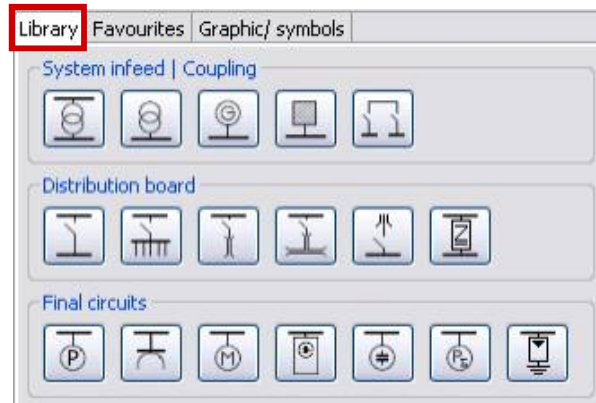 Library Favourites Graphic/ symbols
System infeed | Coupling
G
Distribution board
Z
Final circuits
P M